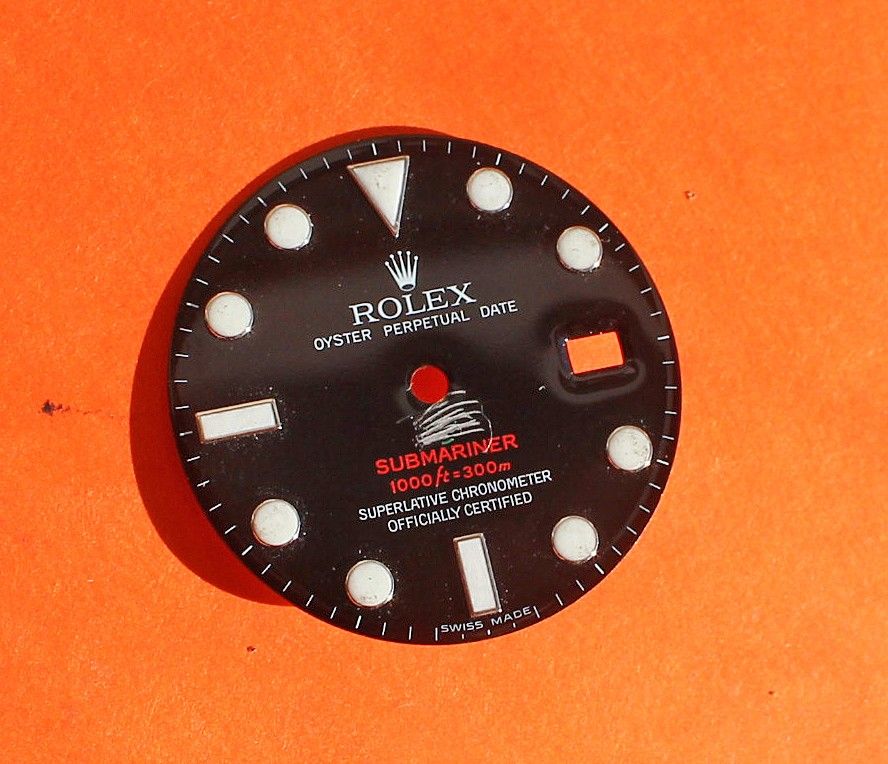 ROLEX
OYSTER PERPETUAL DATE
SUBMARINER
1000ft=300m
SUPERLATIVE CHRONOMETER
OFFICIALLY CERTIFIED
SWISS MADE